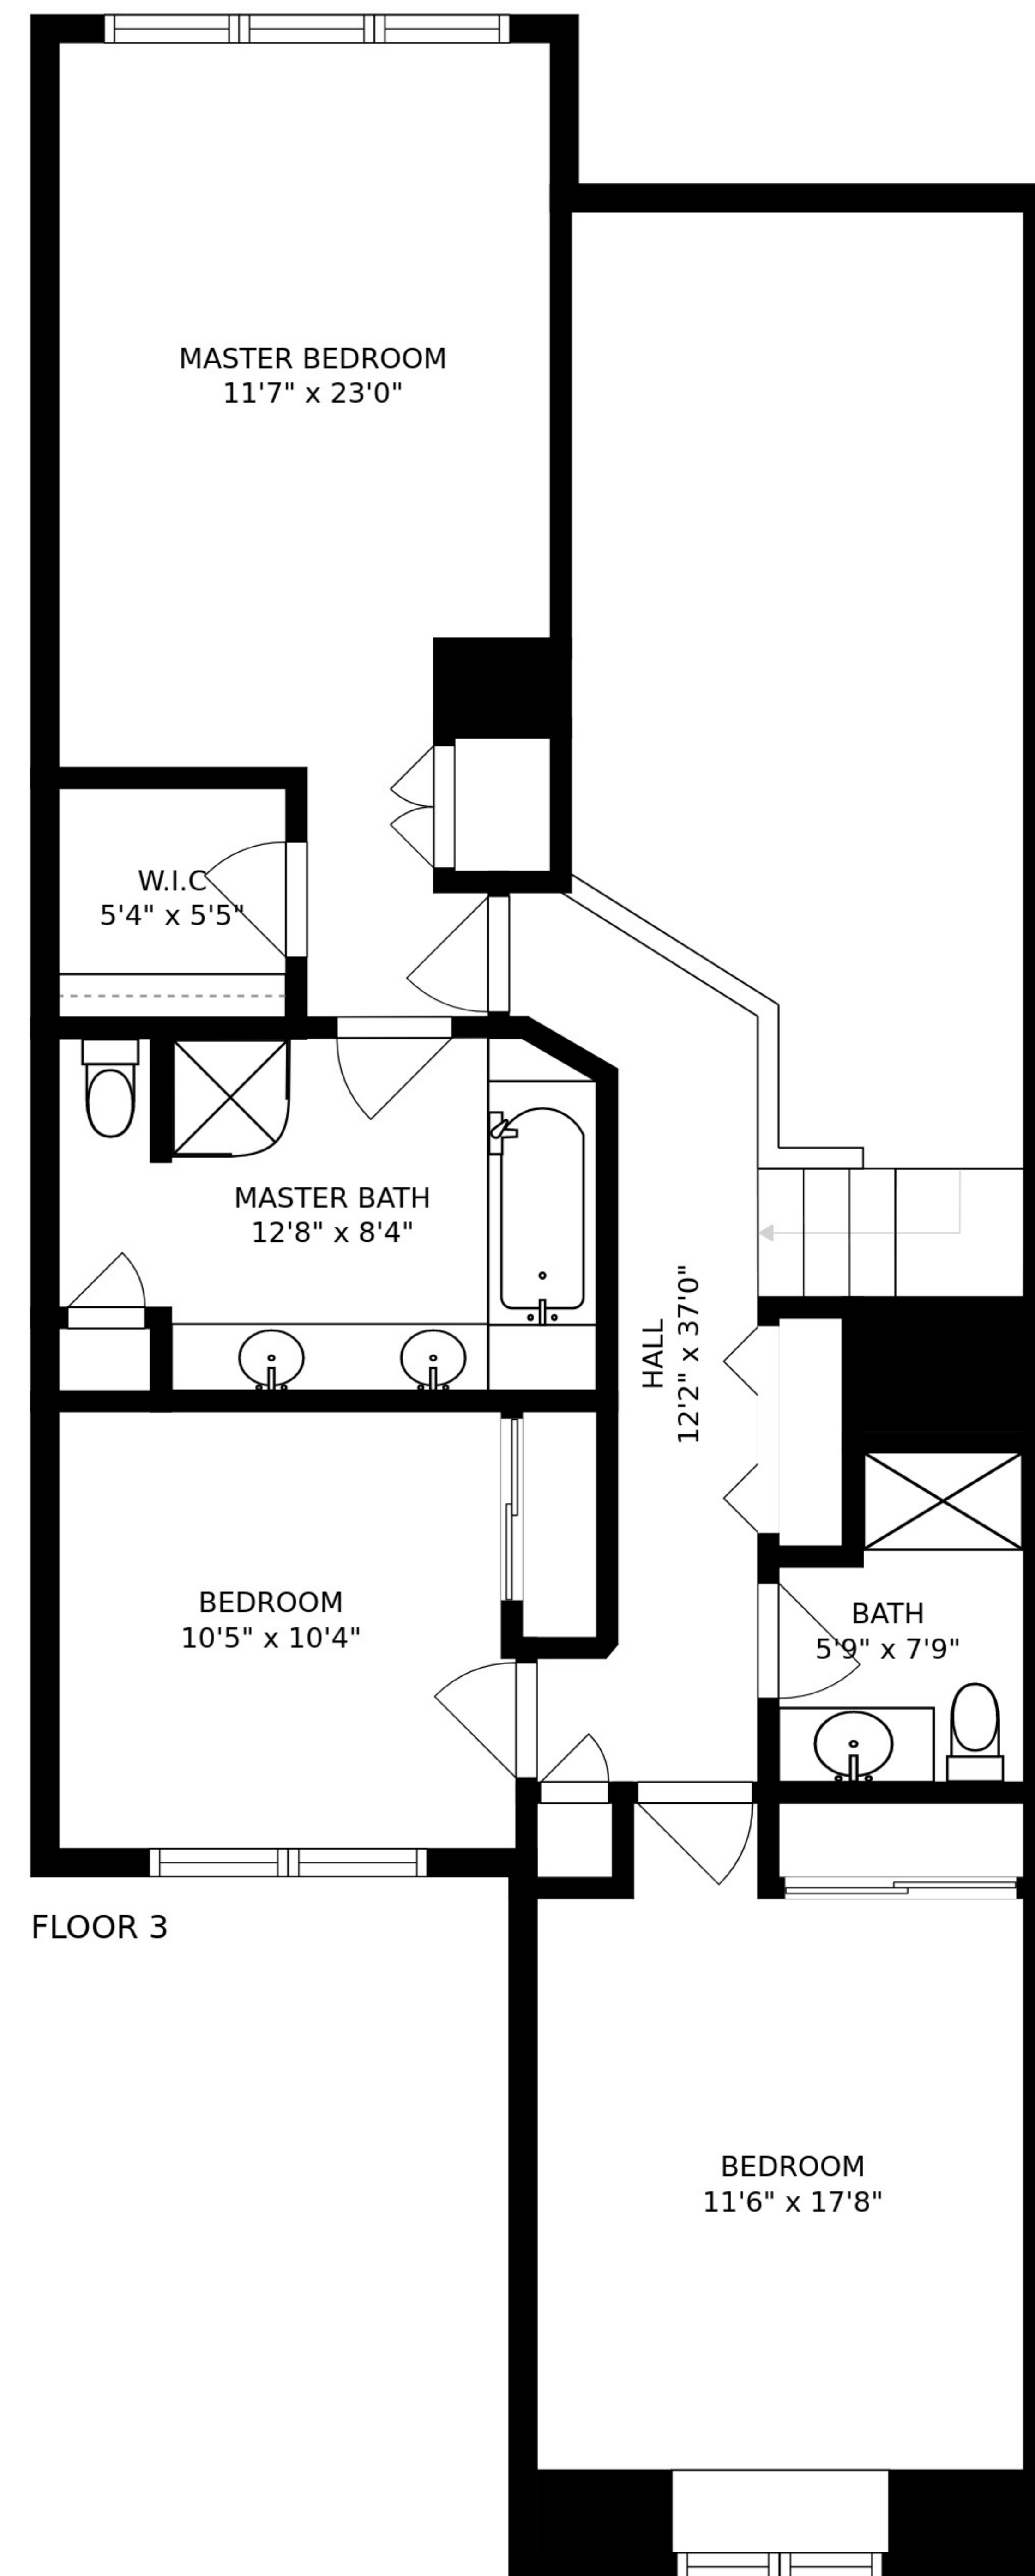 MASTER BEDROOM
11'7" x 23'0"
W.I.C
5'4" x 5'5"
MASTER BATH
12'8" x 8'4"
HALL
12'2" x 37'0"
BEDROOM
10'5" x 10'4"
BATH
5'9" x 7'9"
FLOOR 3
BEDROOM
11'6" x 17'8"